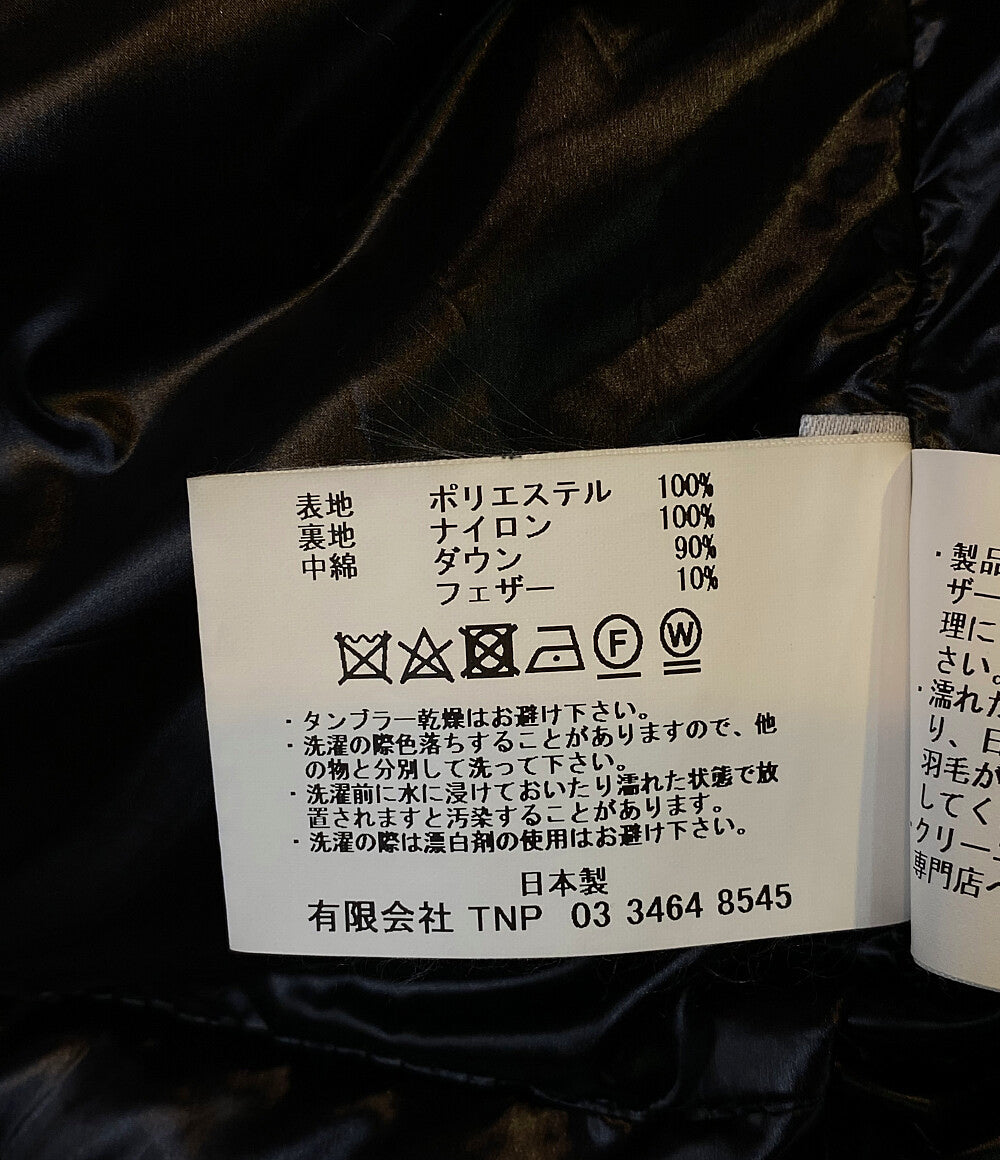 表地 ポリエステル 100%
裏地 ナイロン 100%
中綿 ダウン 90%
フェザー 10%
F W
・タンブラー乾燥はお避け下さい。
・洗濯の際色落ちすることがありますので、他
の物と分別して洗って下さい。
・洗濯前に水に浸けておいたり濡れた状態で放
置されますと汚染することがあります。
・洗濯の際は漂白剤の使用はお避け下さい。
日本製
有限会社 TNP 03 3464 8545
・製品
ザー
理に
さい。
・濡れた
り、日
羽毛が
してく
・クリーニ
専門店へ